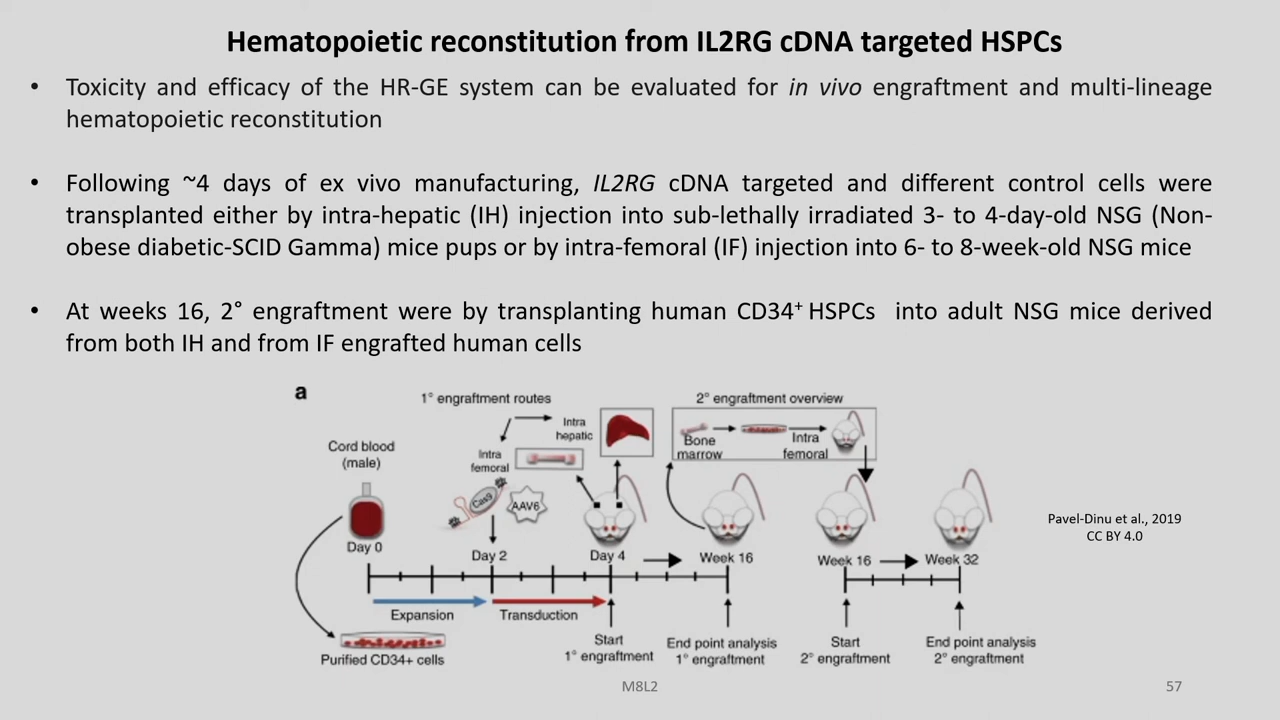 Hematopoietic reconstitution from IL2RG cDNA targeted HSPCs
• Toxicity and efficacy of the HR-GE system can be evaluated for in vivo engraftment and multi-lineage
hematopoietic reconstitution
• Following ~4 days of ex vivo manufacturing, IL2RG cDNA targeted and different control cells were
transplanted either by intra-hepatic (IH) injection into sub-lethally irradiated 3- to 4-day-old NSG (Non-
obese diabetic-SCID Gamma) mice pups or by intra-femoral (IF) injection into 6- to 8-week-old NSG mice
• At weeks 16, 2° engraftment were by transplanting human CD34⁺ HSPCs into adult NSG mice derived
from both IH and from IF engrafted human cells
a
1° engraftment routes
2° engraftment overview
Cord blood
(male)
Intra
hepatic
Intra
femoral
Bone
marrow
Intra
femoral
Cas9
AAV6
Day 0
Day 2
Day 4
Week 16
Week 16
Week 32
Expansion
Transduction
Purified CD34+ cells
Start
1° engraftment
End point analysis
1° engraftment
Start
2° engraftment
End point analysis
2° engraftment
Pavel-Dinu et al., 2019
CC BY 4.0
M8L2
57